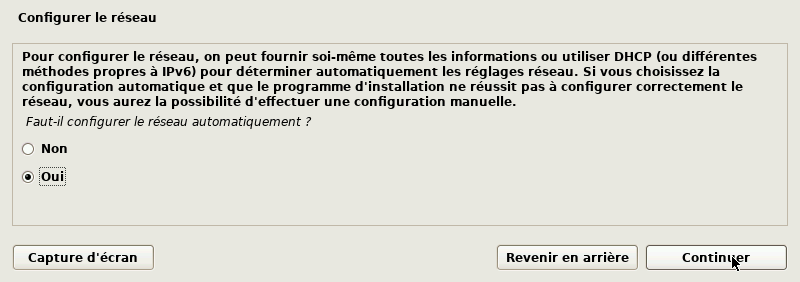 Configurer le réseau
Pour configurer le réseau, on peut fournir soi-même toutes les informations ou utiliser DHCP (ou différentes
méthodes propres à IPv6) pour déterminer automatiquement les réglages réseau. Si vous choisissez la
configuration automatique et que le programme d'installation ne réussit pas à configurer correctement le
réseau, vous aurez la possibilité d'effectuer une configuration manuelle.
Faut-il configurer le réseau automatiquement ?
Non
Oui
Capture d'écran
Revenir en arrière
Continuer